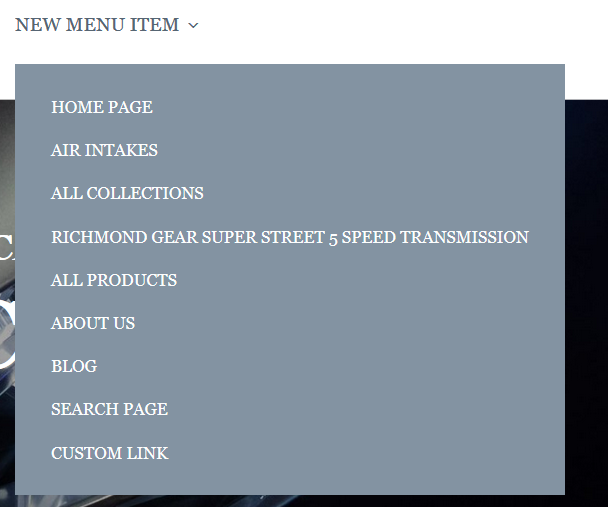 NEW MENU ITEM
HOME PAGE
AIR INTAKES
ALL COLLECTIONS
RICHMOND GEAR SUPER STREET 5 SPEED TRANSMISSION
ALL PRODUCTS
ABOUT US
BLOG
SEARCH PAGE
CUSTOM LINK